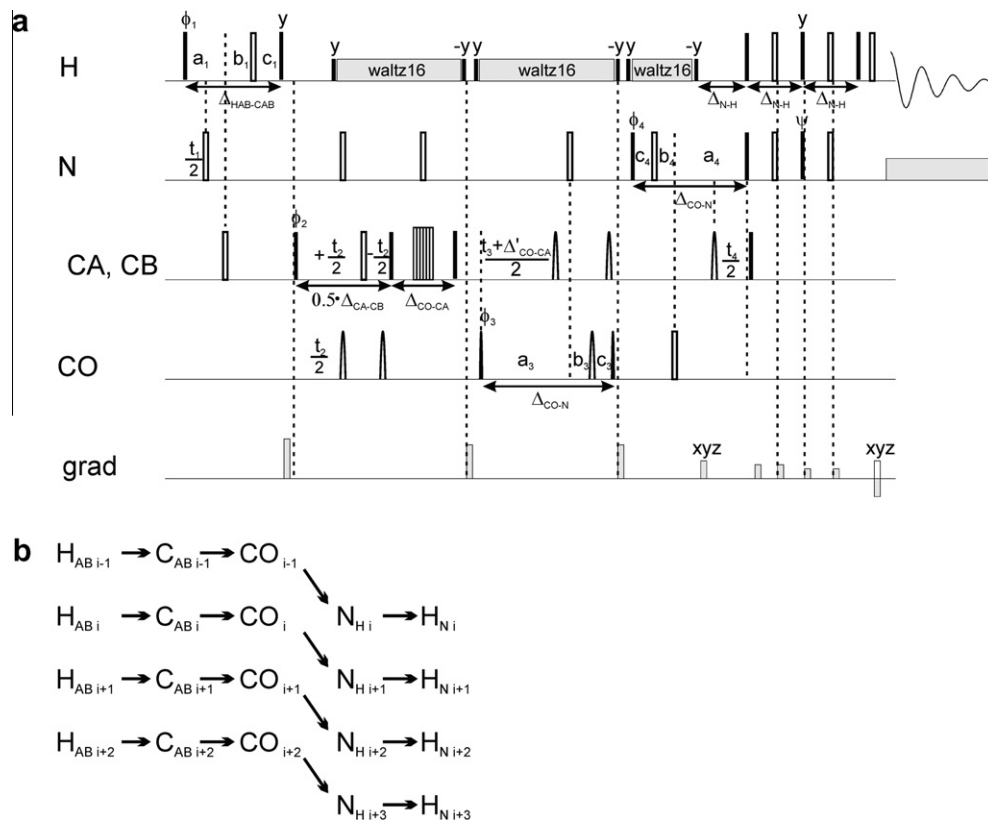 a
ϕ1 y y -y y -y y -y y
H a1 b1 c1 waltz16 waltz16 waltz16
ΔHAB-CAB ΔN-H ΔN-H ΔN-H
ϕ4 ψ
N t1/2 c4 b4 a4
ΔCO-N
ϕ2
CA, CB + t2/2 - t2/2 t3+Δ'CO-CA/2 t4/2
0.5•ΔCA-CB ΔCO-CA
ϕ3
CO t2/2 a3 b3 c3
ΔCO-N
xyz xyz
grad
b
HAB i-1 → CAB i-1 → CO i-1
HAB i → CAB i → CO i NH i → HN i
HAB i+1 → CAB i+1 → CO i+1 NH i+1 → HN i+1
HAB i+2 → CAB i+2 → CO i+2 NH i+2 → HN i+2
NH i+3 → HN i+3